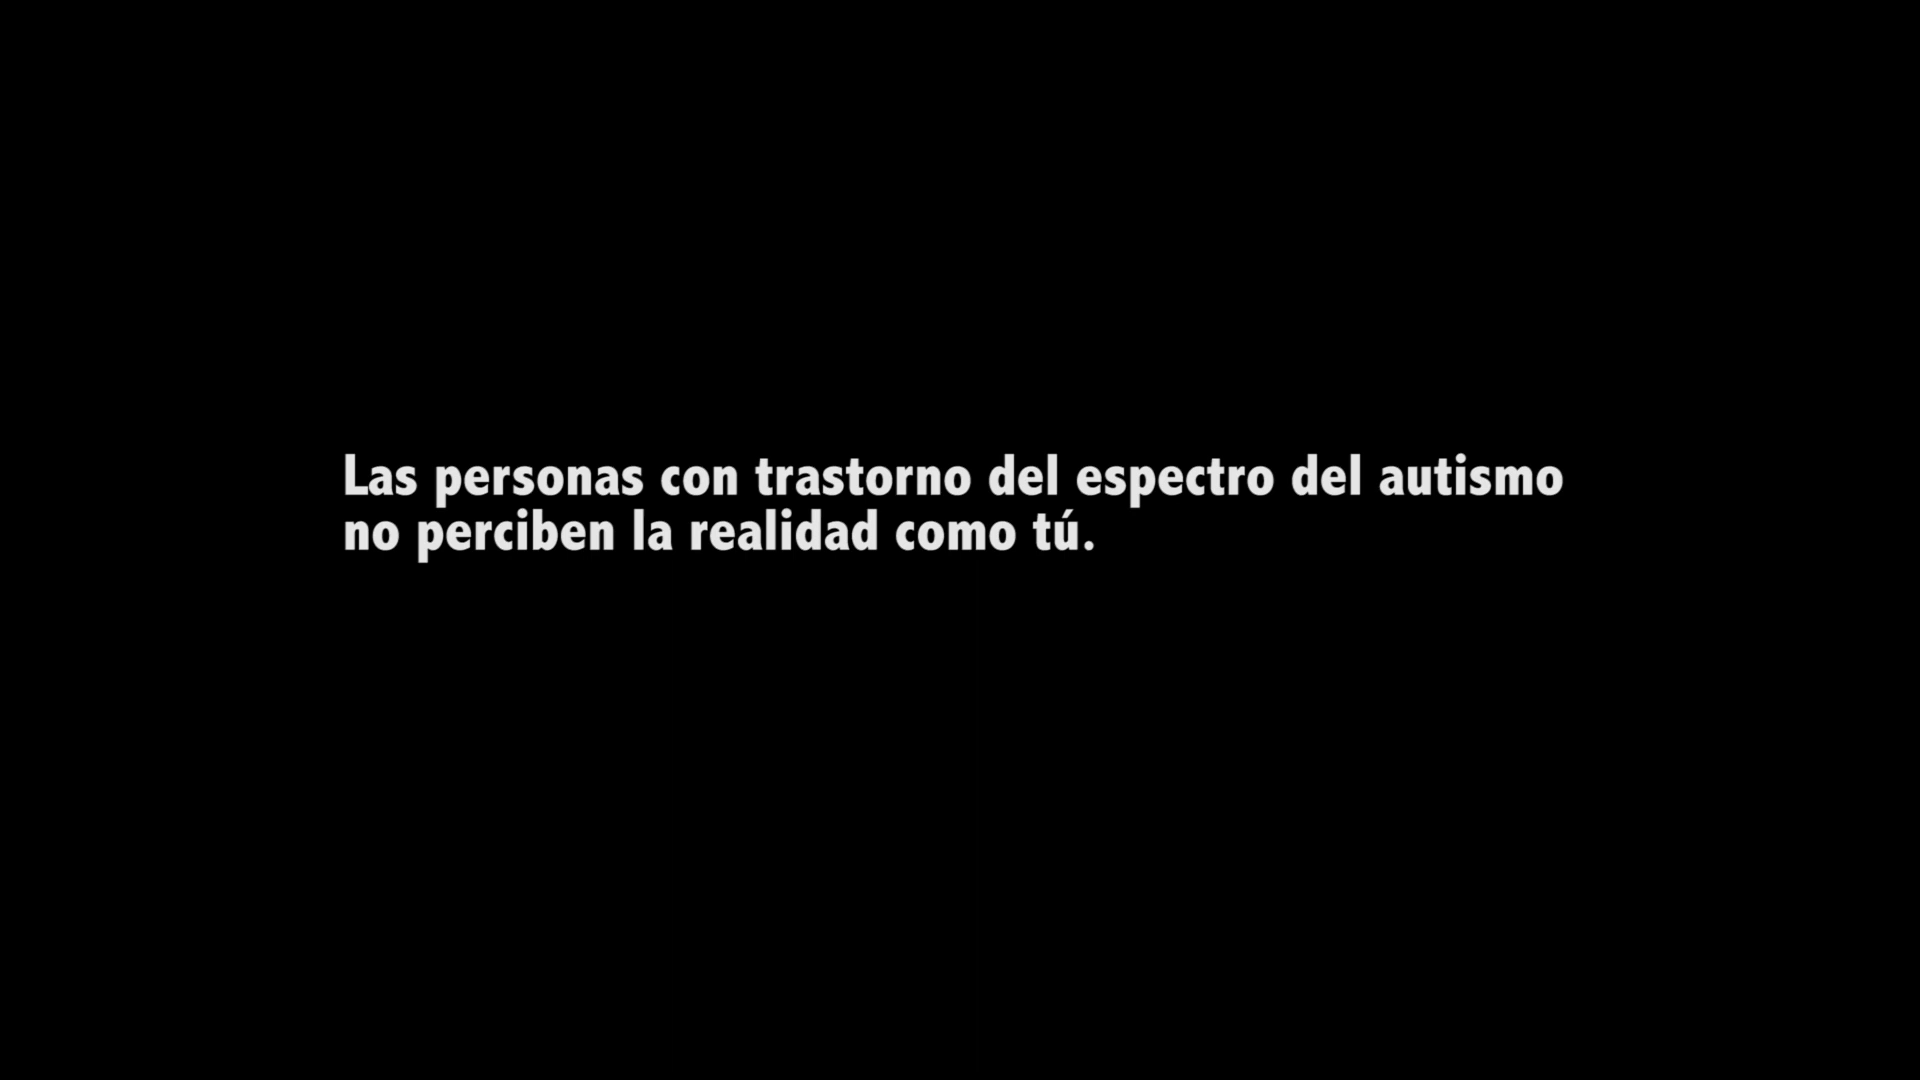 Las personas con trastorno del espectro del autismo
no perciben la realidad como tú.